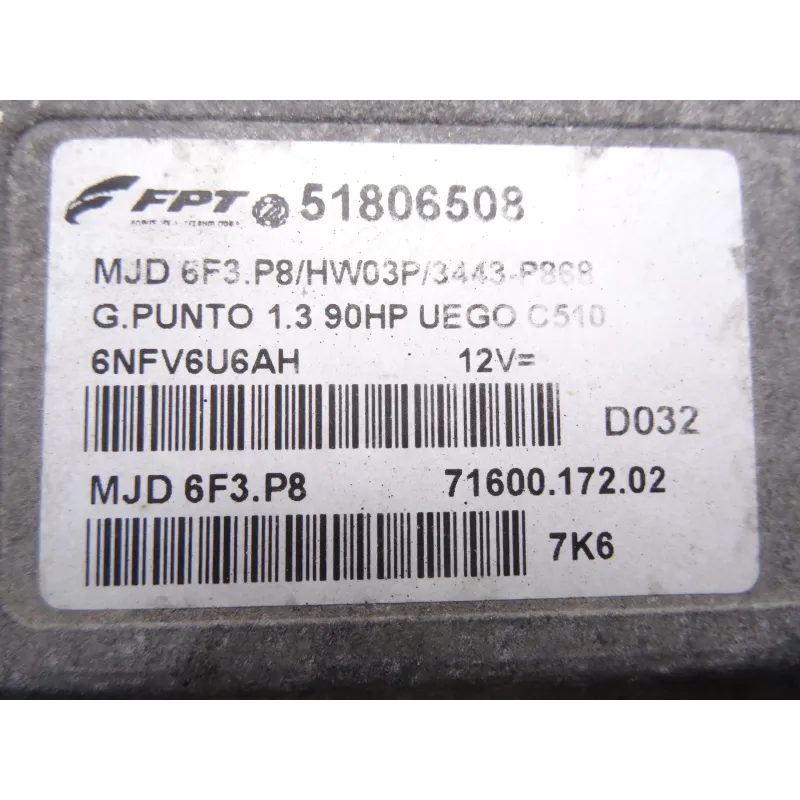 FPT 51806508
MJD 6F3.P8/HW03P/3443-P868
G.PUNTO 1.3 90HP UEGO C510
6NFV6U6AH 12V=
D032
MJD 6F3.P8 71600.172.02
7K6